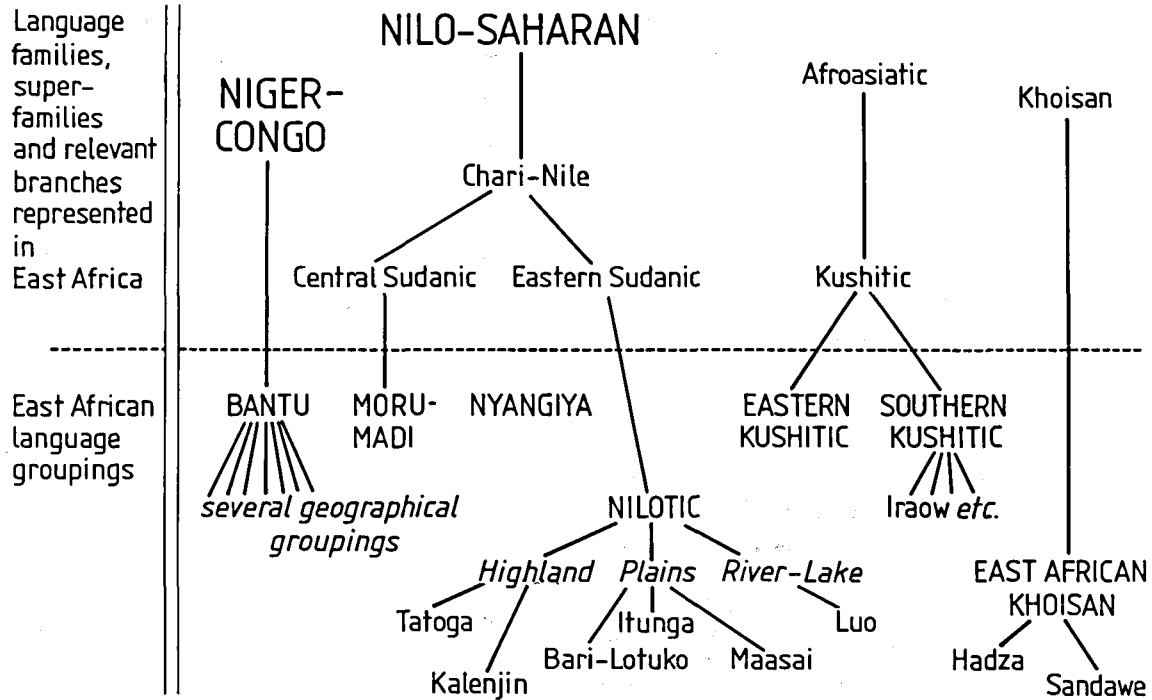 Language
families,
super-
families
and relevant
branches
represented
in
East Africa
NILO-SAHARAN
NIGER-
CONGO
Afroasiatic
Khoisan
Chari-Nile
Central Sudanic
Eastern Sudanic
Kushitic
East African
language
groupings
BANTU
MORU-
MADI
NYANGIYA
EASTERN
KUSHITIC
SOUTHERN
KUSHITIC
several geographical
groupings
Iraow etc.
NILOTIC
Highland
Plains
River-Lake
EAST AFRICAN
KHOISAN
Tatoga
Itunga
Luo
Bari-Lotuko
Maasai
Kalenjin
Hadza
Sandawe